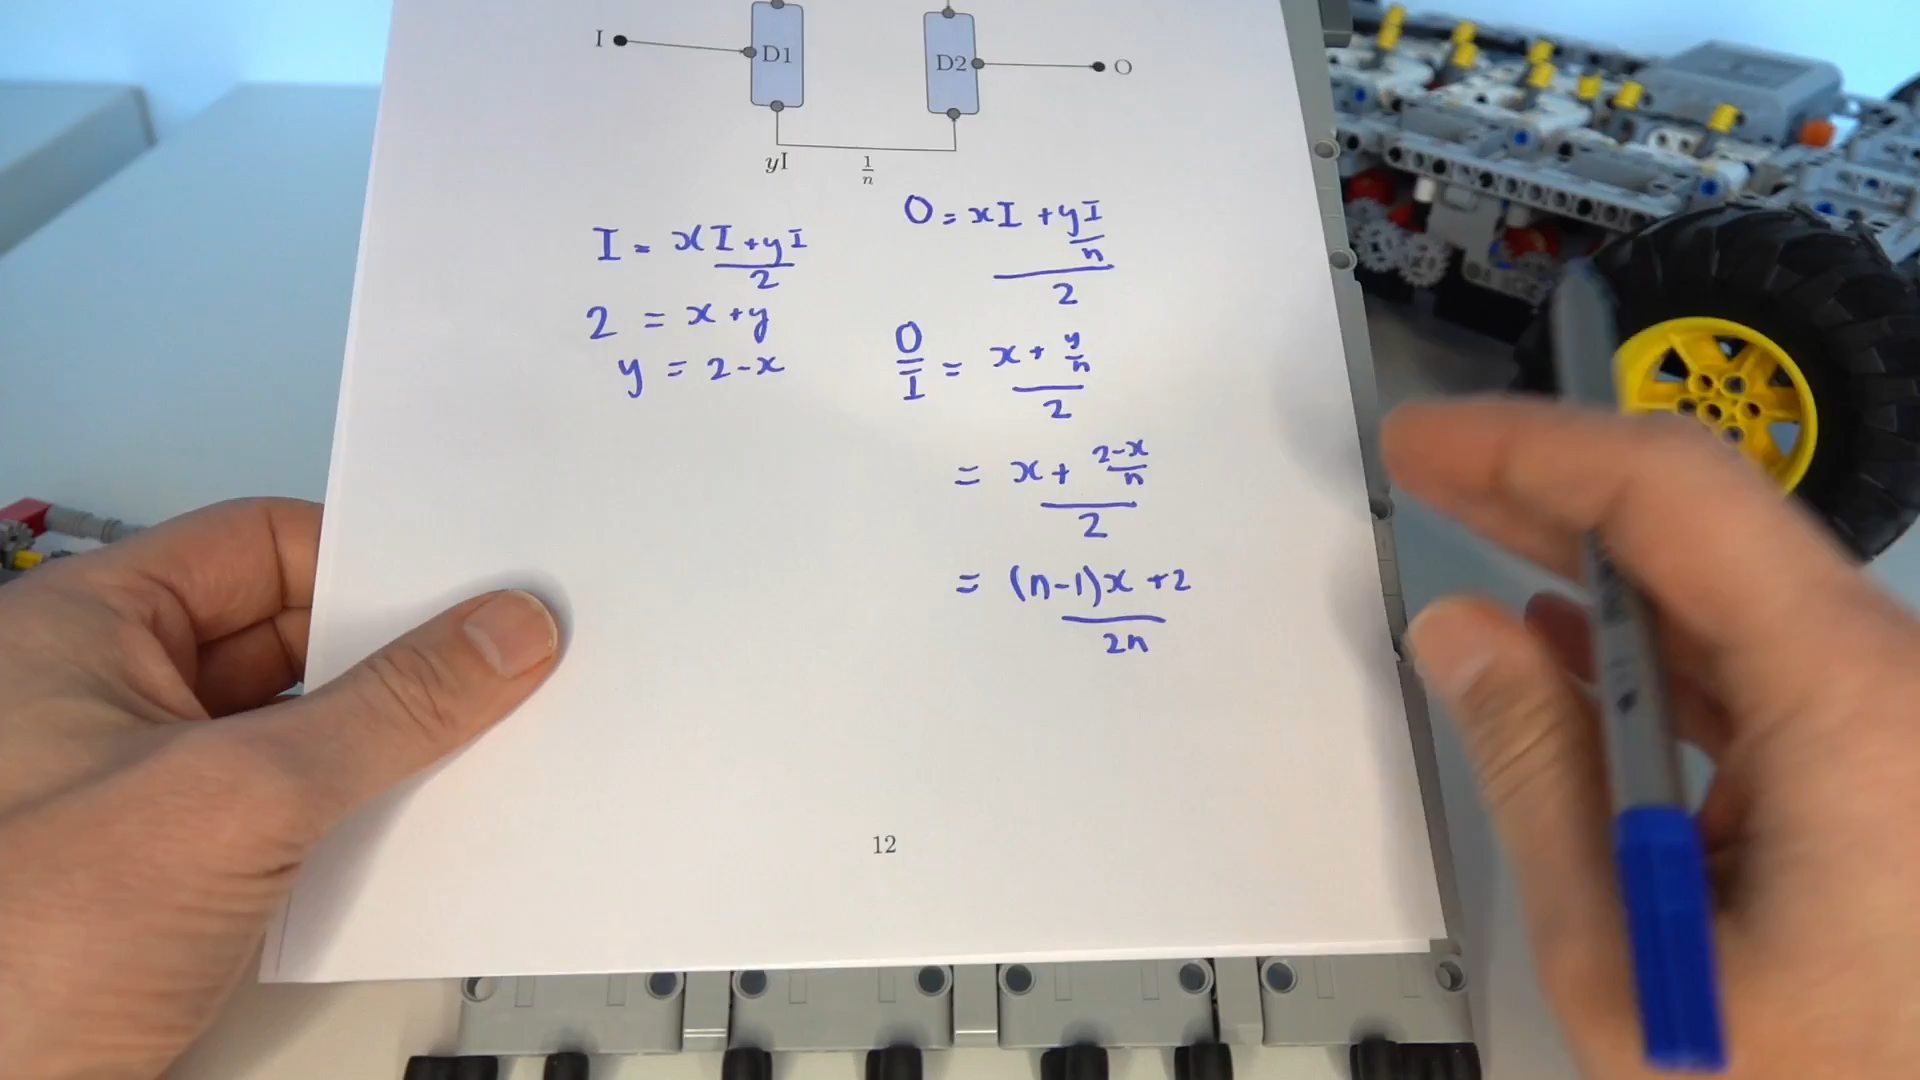 I D1 D2 O
yI 1/n
I = xI + yI / 2
2 = x + y
y = 2 - x
O = xI + yI/n / 2
O/I = x + y/n / 2
= x + 2-x/n / 2
= (n-1)x + 2 / 2n
12